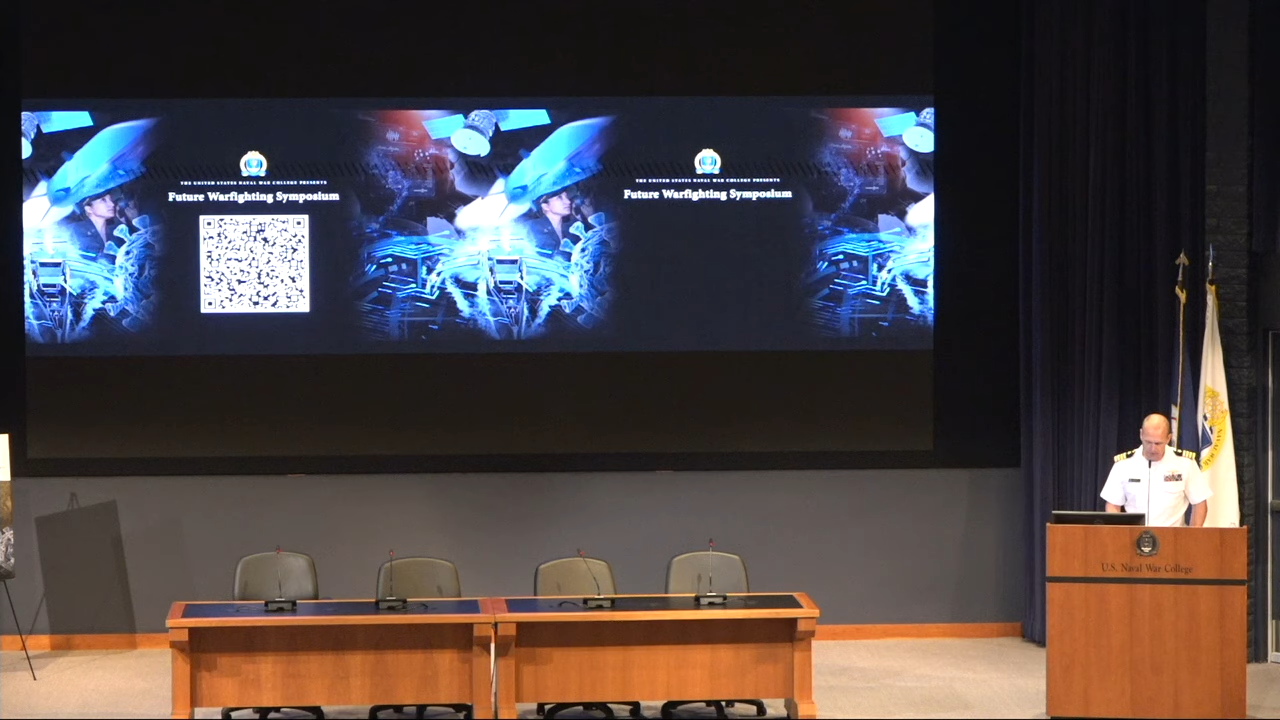 THE UNITED STATES NAVAL WAR COLLEGE PRESENTS
Future Warfighting Symposium
THE UNITED STATES NAVAL WAR COLLEGE PRESENTS
Future Warfighting Symposium
U.S. Naval War College